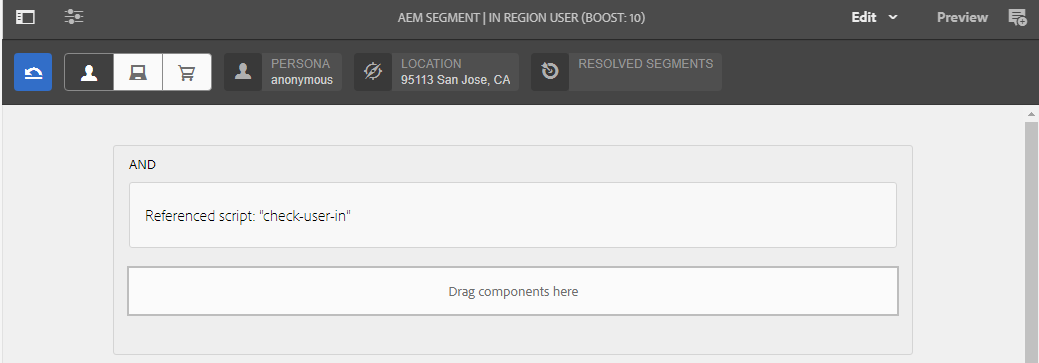 AEM SEGMENT | IN REGION USER (BOOST: 10)
Edit
Preview
PERSONA
anonymous
LOCATION
95113 San Jose, CA
RESOLVED SEGMENTS
AND
Referenced script: "check-user-in"
Drag components here